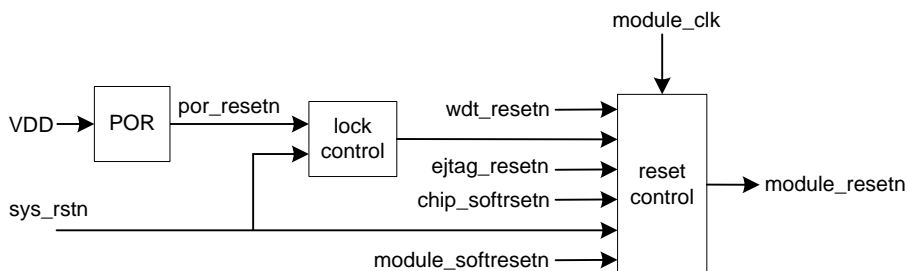 module_clk
VDD
POR
por_resetn
lock
control
wdt_resetn
ejtag_resetn
chip_softrsetn
sys_rstn
module_softresetn
reset
control
module_resetn